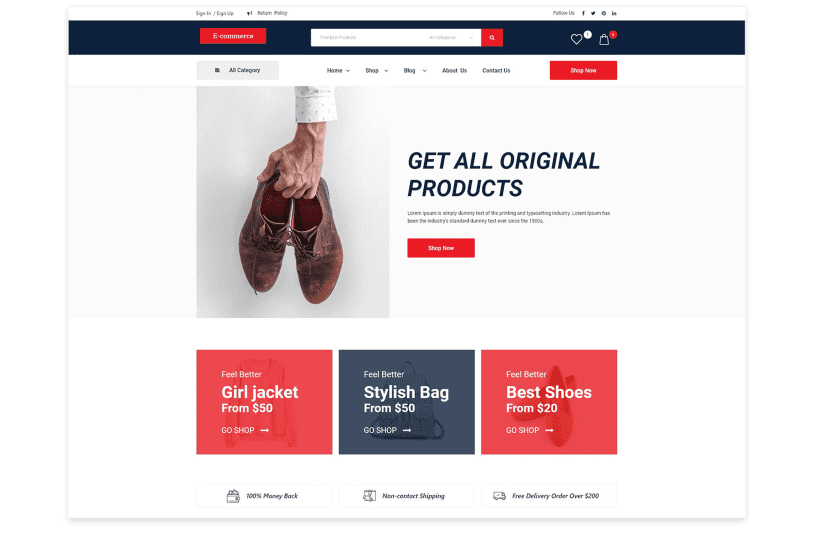 Sign In / Sign Up
Return Policy
Follow Us
E-commerce
Find Best Products
All Categories
1
All Category
Home
Shop
Blog
About Us
Contact Us
Shop Now
GET ALL ORIGINAL
PRODUCTS
Lorem Ipsum is simply dummy text of the printing and typesetting industry. Lorem Ipsum has
been the industry's standard dummy text ever since the 1500s,
Shop Now
Feel Better
Girl jacket
From $50
GO SHOP
Feel Better
Stylish Bag
From $50
GO SHOP
Feel Better
Best Shoes
From $20
GO SHOP
100% Money Back
Non-contact Shipping
Free Delivery Order Over $200